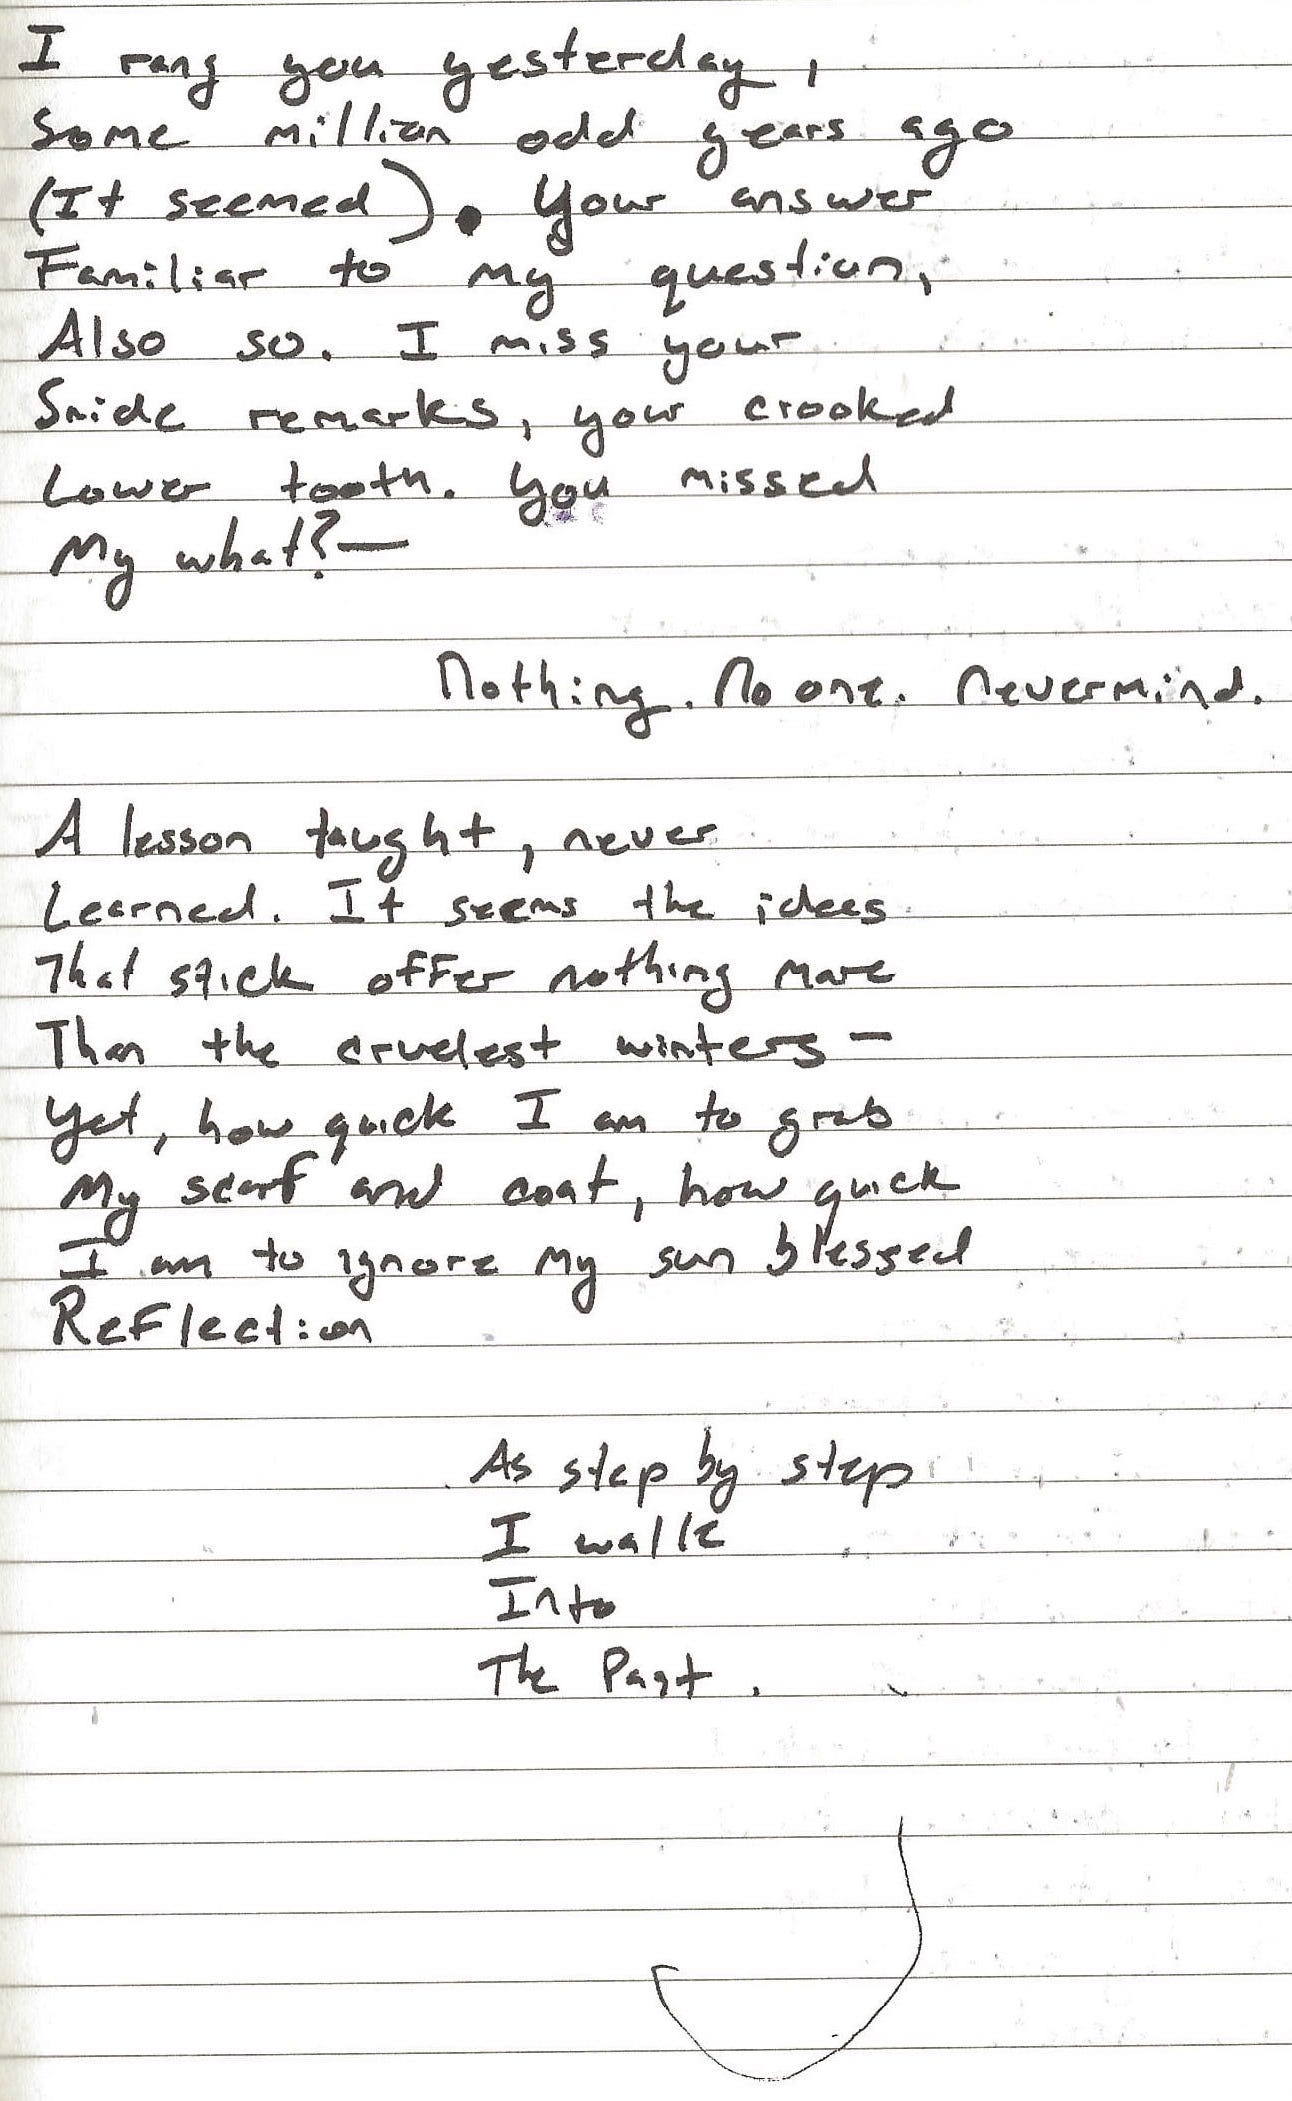 I rang you yesterday,
Some million odd years ago
(It seemed). Your answer
Familiar to my question,
Also so. I miss your
Snide remarks, your crooked
Lower tooth. You missed
My what?—
Nothing. No one. Nevermind.
A lesson taught, never
Learned. It seems the ideas
That stick offer nothing more
Than the cruelest winters—
Yet, how quick I am to grab
My scarf and coat, how quick
I am to ignore my sun blessed
Reflection
As step by step
I walk
Into
The Past.